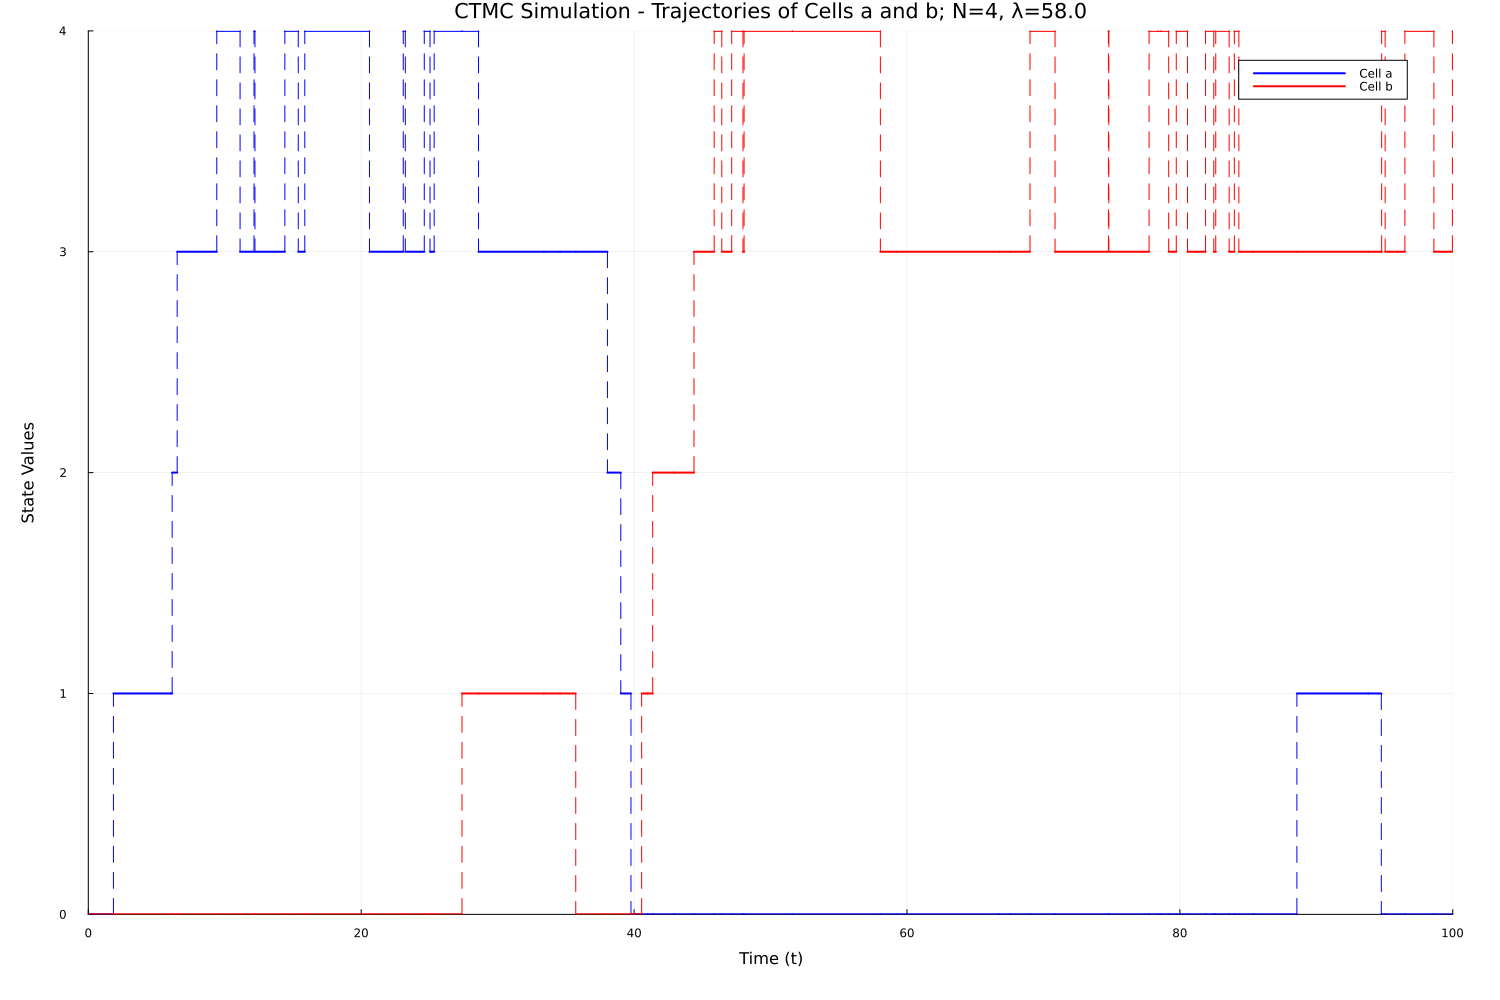 CTMC Simulation - Trajectories of Cells a and b; N=4, λ=58.0
4
Cell a
Cell b
3
State Values
2
1
0
0 20 40 60 80 100
Time (t)